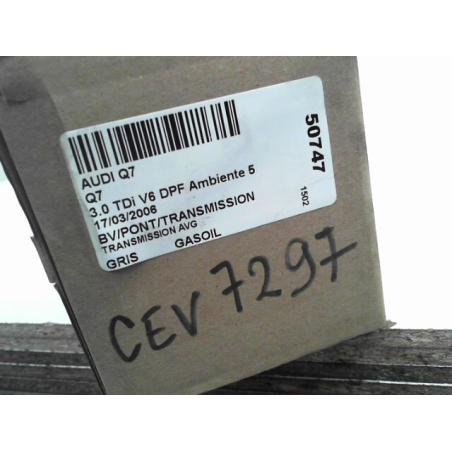 AUDI Q7
Q7
3.0 TDi V6 DPF Ambiente 5
17/03/2006
BV/PONT/TRANSMISSION
TRANSMISSION AVG
GRIS GASOIL
50747
1502
CEV 7297